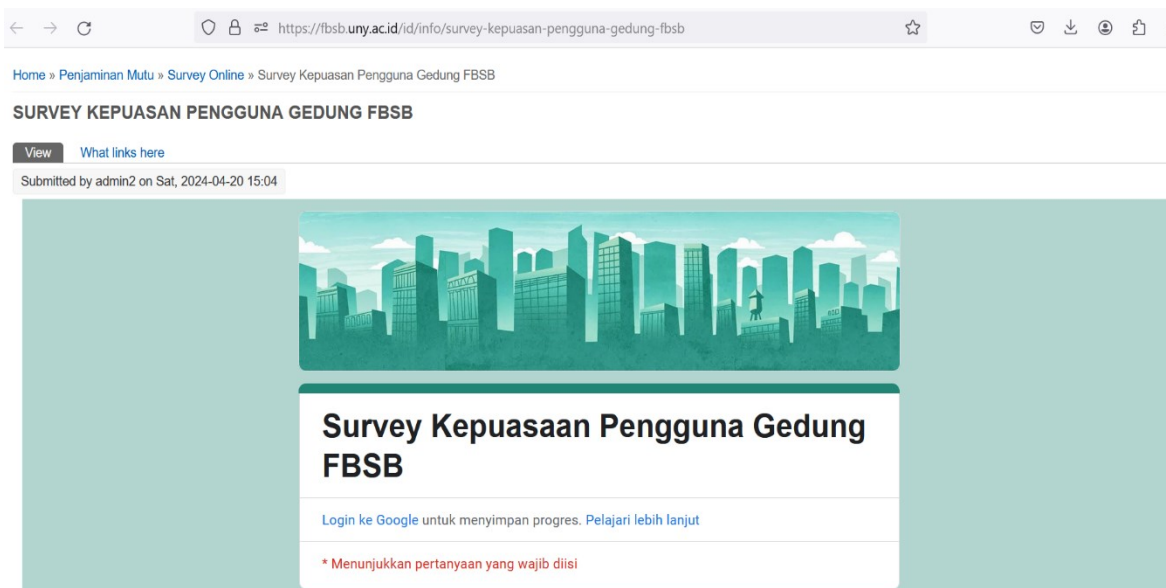 https://fbsb.uny.ac.id/id/info/survey-kepuasan-pengguna-gedung-fbsb
Home » Penjaminan Mutu » Survey Online » Survey Kepuasan Pengguna Gedung FBSB
SURVEY KEPUASAN PENGGUNA GEDUNG FBSB
View What links here
Submitted by admin2 on Sat, 2024-04-20 15:04
Survey Kepuasaan Pengguna Gedung
FBSB
Login ke Google untuk menyimpan progres. Pelajari lebih lanjut
* Menunjukkan pertanyaan yang wajib diisi